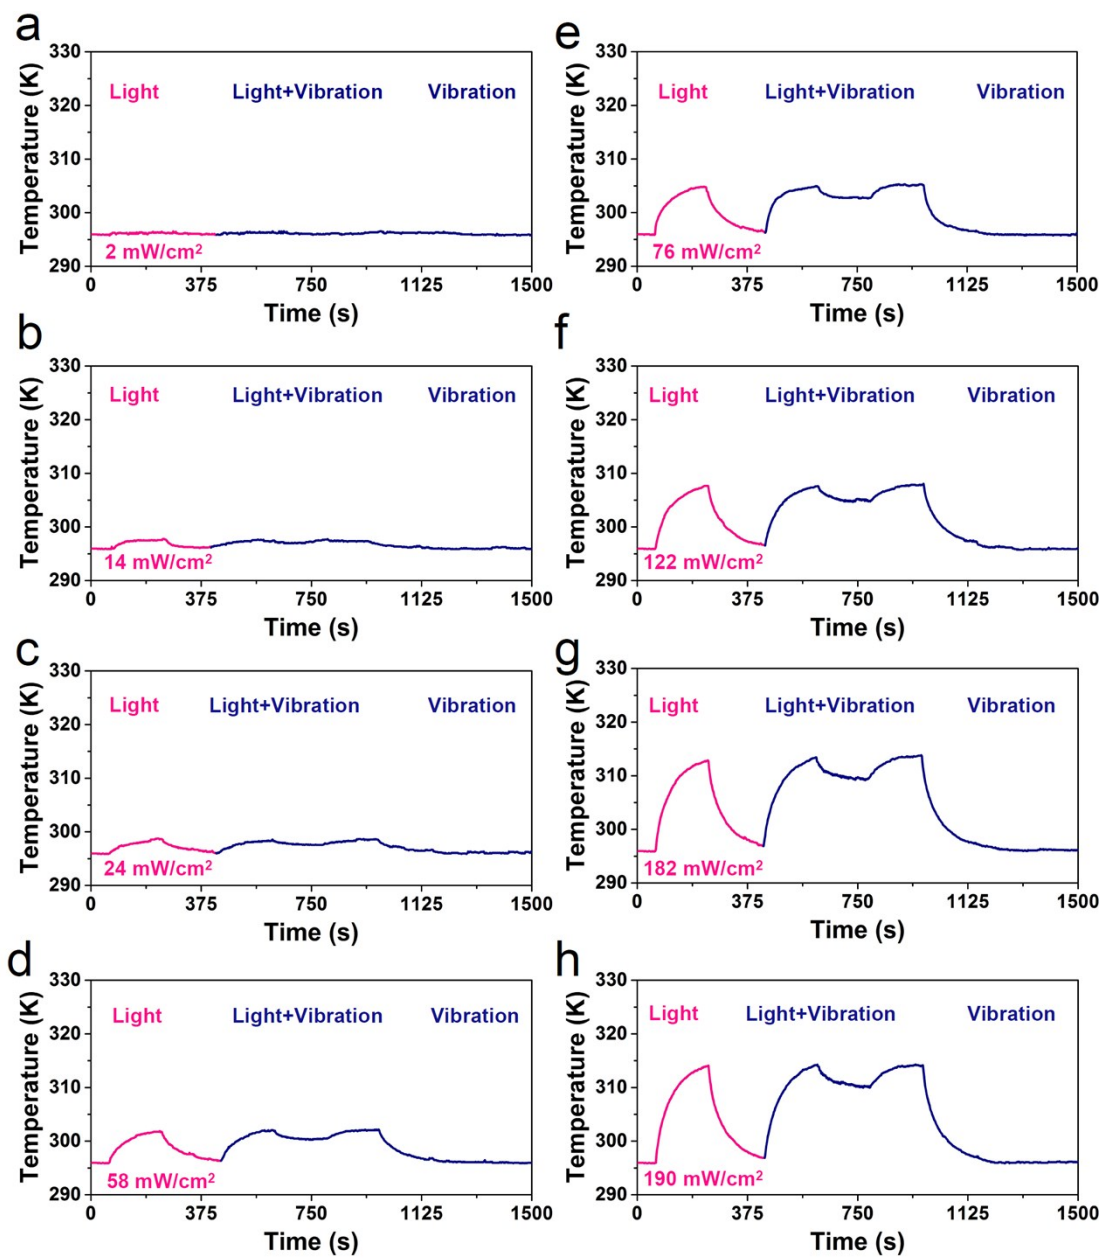 a
330
320
310
300
290
Temperature (K)
Light
Light+Vibration
Vibration
2 mW/cm²
0
375
750
1125
1500
Time (s)
b
330
320
310
300
290
Temperature (K)
Light
Light+Vibration
Vibration
14 mW/cm²
0
375
750
1125
1500
Time (s)
c
330
320
310
300
290
Temperature (K)
Light
Light+Vibration
Vibration
24 mW/cm²
0
375
750
1125
1500
Time (s)
d
330
320
310
300
290
Temperature (K)
Light
Light+Vibration
Vibration
58 mW/cm²
0
375
750
1125
1500
Time (s)
e
330
320
310
300
290
Temperature (K)
Light
Light+Vibration
Vibration
76 mW/cm²
0
375
750
1125
1500
Time (s)
f
330
320
310
300
290
Temperature (K)
Light
Light+Vibration
Vibration
122 mW/cm²
0
375
750
1125
1500
Time (s)
g
330
320
310
300
290
Temperature (K)
Light
Light+Vibration
Vibration
182 mW/cm²
0
375
750
1125
1500
Time (s)
h
330
320
310
300
290
Temperature (K)
Light
Light+Vibration
Vibration
190 mW/cm²
0
375
750
1125
1500
Time (s)